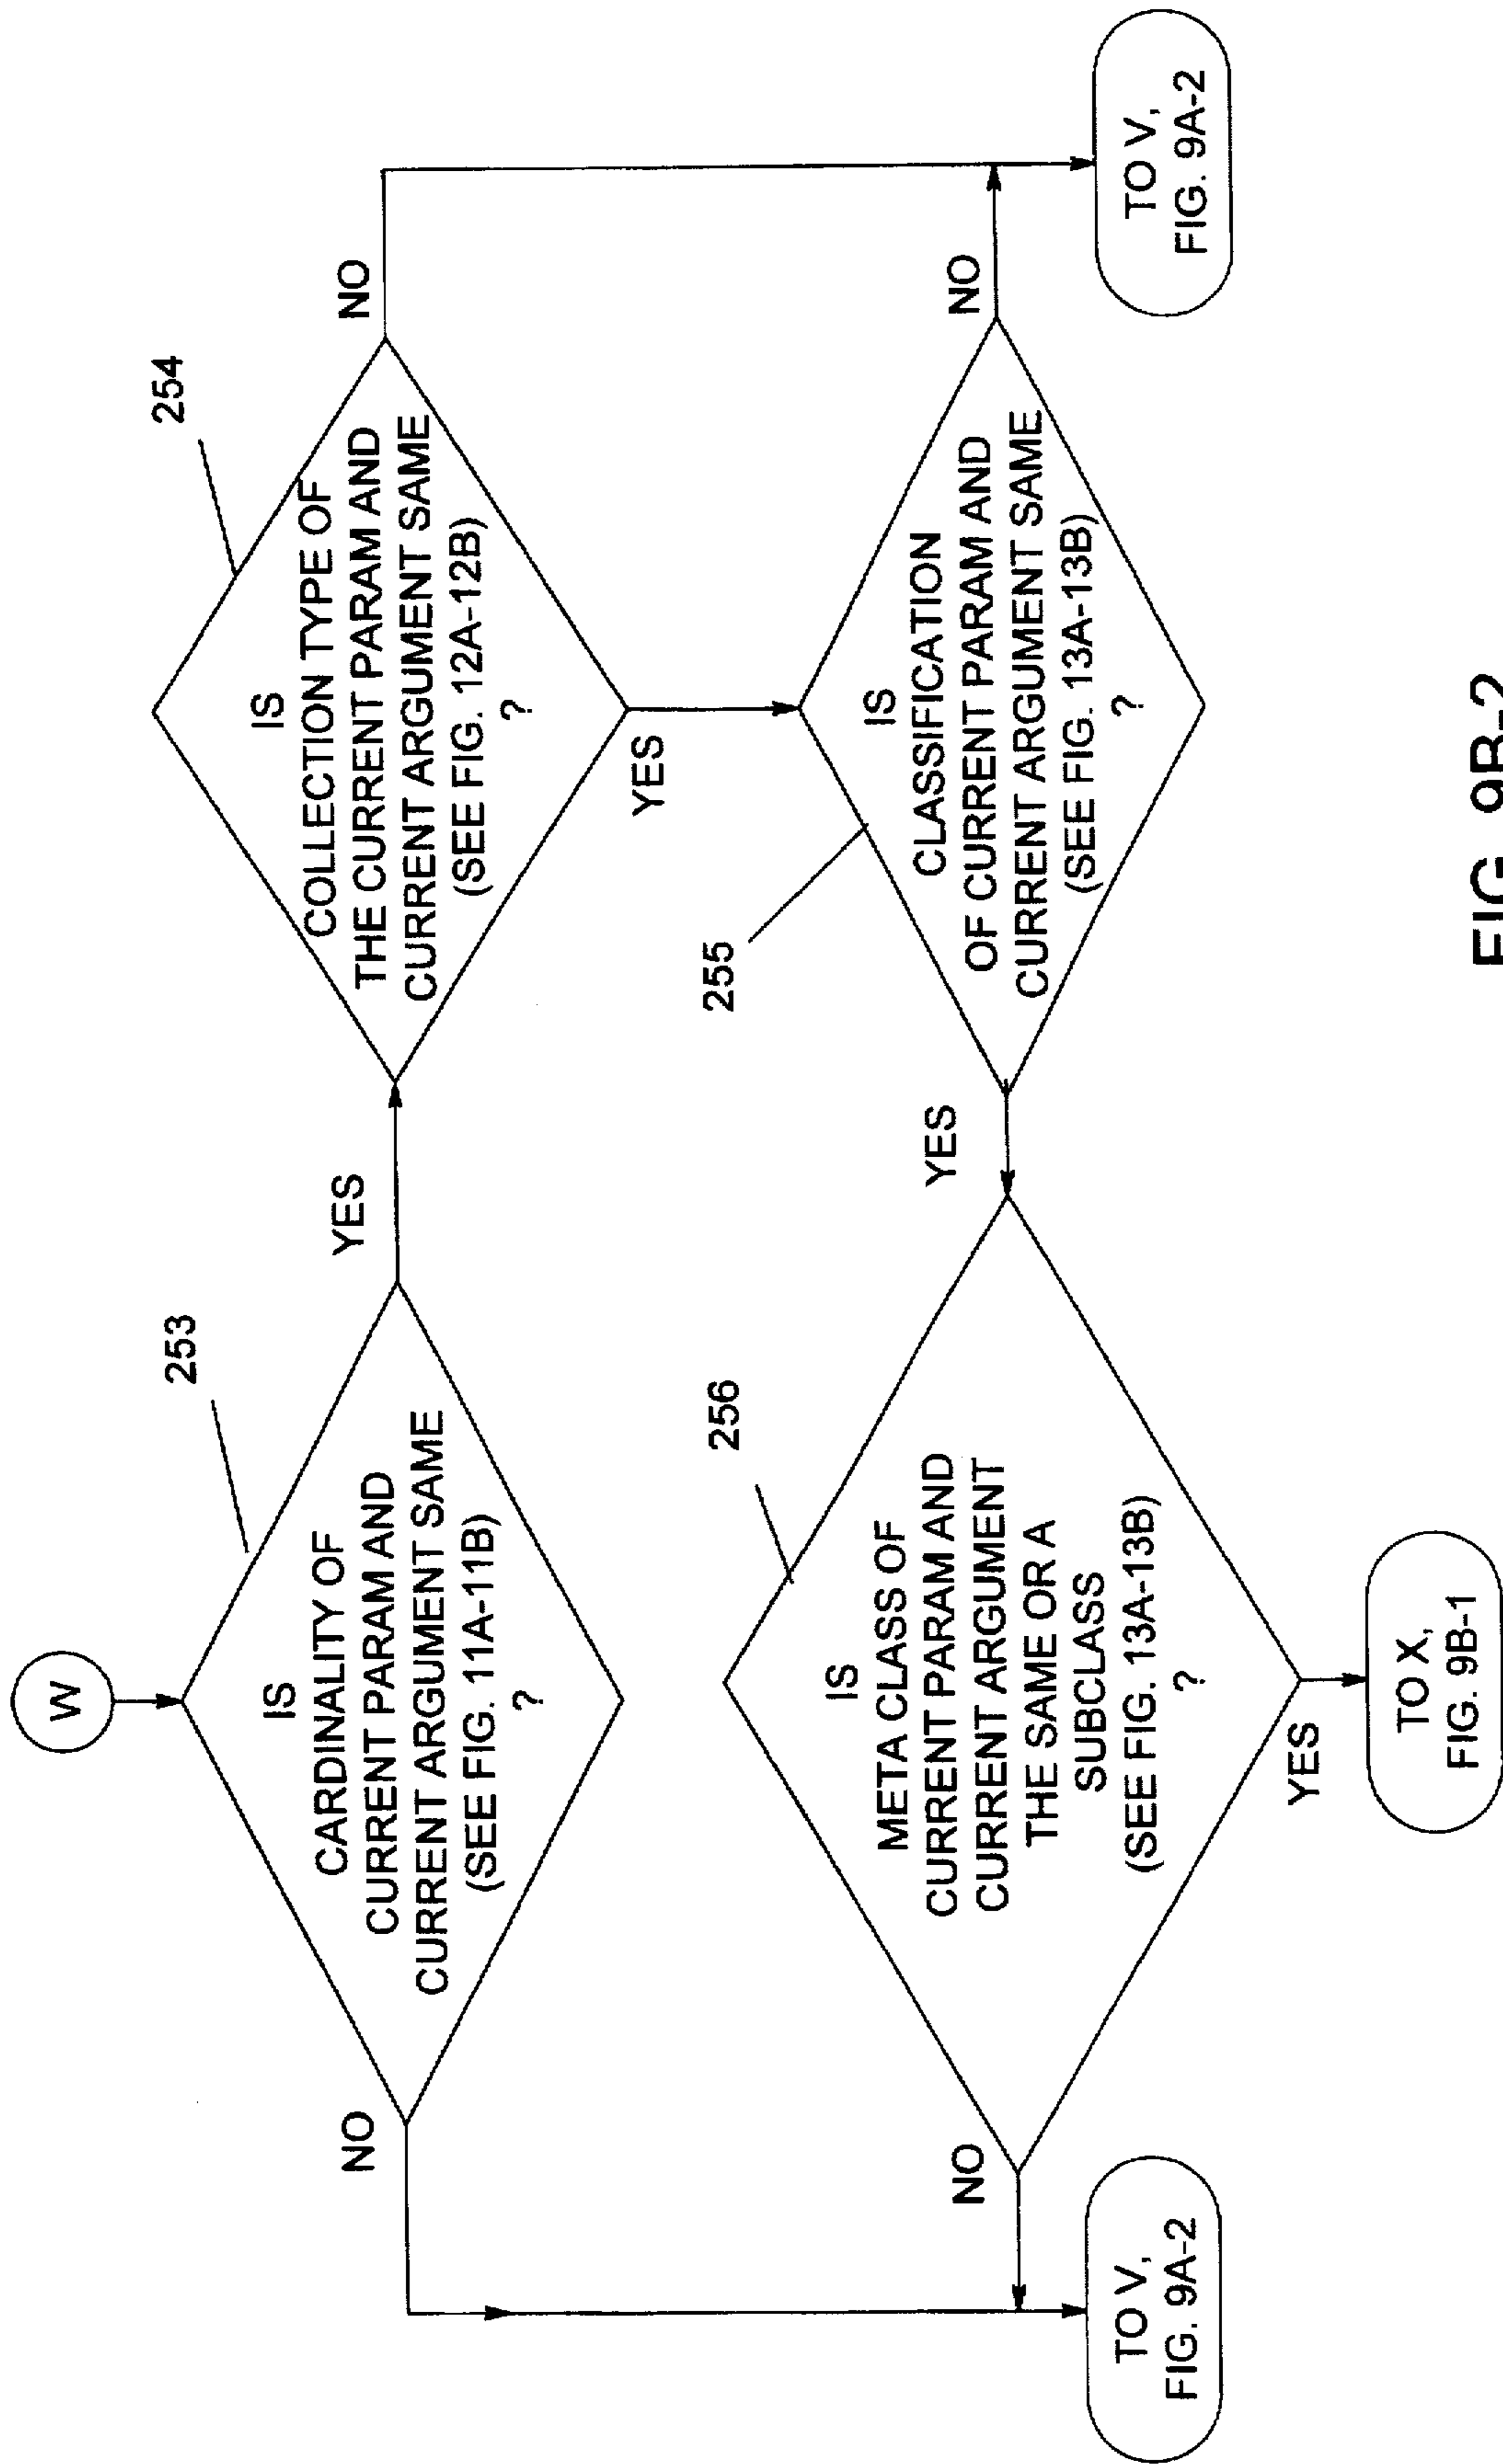 W
253
IS
CARDINALITY OF
CURRENT PARAM AND
CURRENT ARGUMENT SAME
(SEE FIG. 11A-11B)
?
NO
YES
254
IS
COLLECTION TYPE OF
THE CURRENT PARAM AND
CURRENT ARGUMENT SAME
(SEE FIG. 12A-12B)
?
NO
YES
256
IS
META CLASS OF
CURRENT PARAM AND
CURRENT ARGUMENT
THE SAME OR A
SUBCLASS
(SEE FIG. 13A-13B)
?
NO
YES
YES
255
IS
CLASSIFICATION
OF CURRENT PARAM AND
CURRENT ARGUMENT SAME
(SEE FIG. 13A-13B)
?
NO
TO V,
FIG. 9A-2
TO X,
FIG. 9B-1
TO V,
FIG. 9A-2
FIG. 9B-2